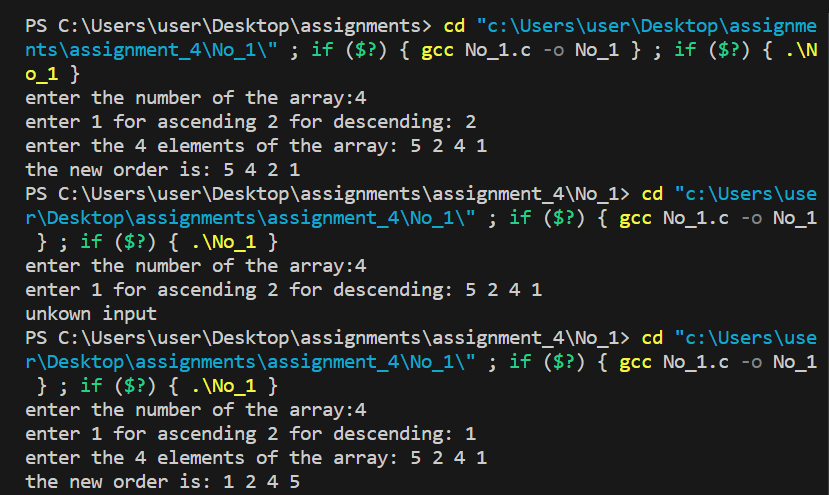 PS C:\Users\user\Desktop\assignments> cd "c:\Users\user\Desktop\assignme
nts\assignment_4\No_1\" ; if ($?) { gcc No_1.c -o No_1 } ; if ($?) { .\N
o_1 }
enter the number of the array:4
enter 1 for ascending 2 for descending: 2
enter the 4 elements of the array: 5 2 4 1
the new order is: 5 4 2 1
PS C:\Users\user\Desktop\assignments\assignment_4\No_1> cd "c:\Users\use
r\Desktop\assignments\assignment_4\No_1\" ; if ($?) { gcc No_1.c -o No_1
 } ; if ($?) { .\No_1 }
enter the number of the array:4
enter 1 for ascending 2 for descending: 5 2 4 1
unkown input
PS C:\Users\user\Desktop\assignments\assignment_4\No_1> cd "c:\Users\use
r\Desktop\assignments\assignment_4\No_1\" ; if ($?) { gcc No_1.c -o No_1
 } ; if ($?) { .\No_1 }
enter the number of the array:4
enter 1 for ascending 2 for descending: 1
enter the 4 elements of the array: 5 2 4 1
the new order is: 1 2 4 5